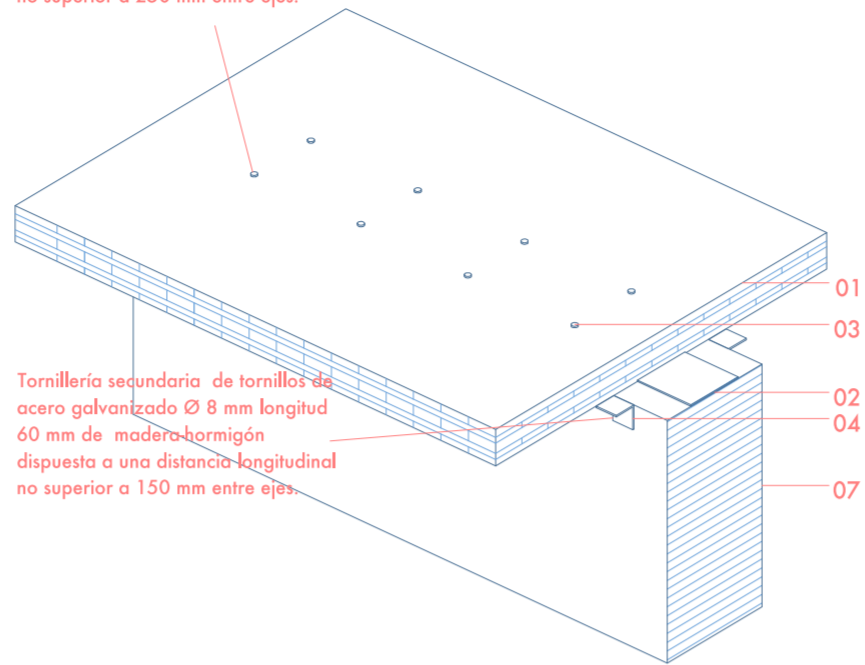 no superior a 250 mm entre ejes.
01
03
Tornillería secundaria de tornillos de
acero galvanizado Ø 8 mm longitud
60 mm de madera-hormigón
dispuesta a una distancia longitudinal
no superior a 150 mm entre ejes.
02
04
07